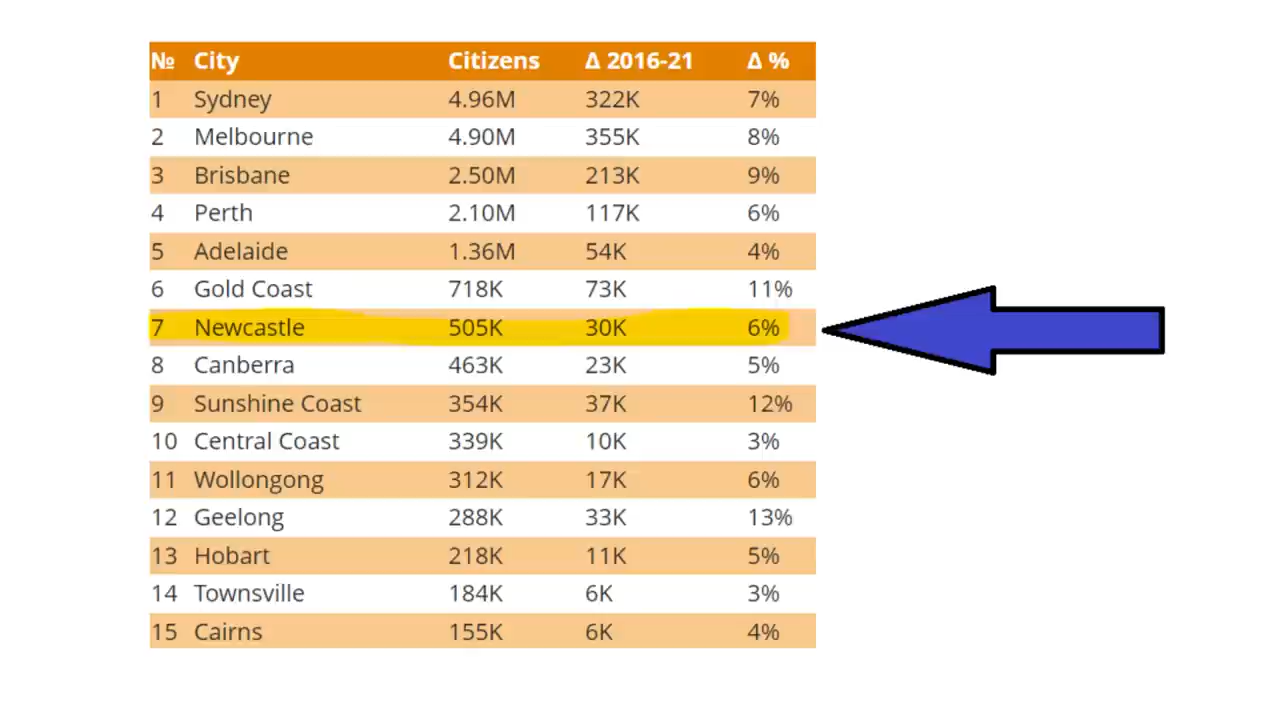 № City Citizens Δ 2016-21 Δ %
1 Sydney 4.96M 322K 7%
2 Melbourne 4.90M 355K 8%
3 Brisbane 2.50M 213K 9%
4 Perth 2.10M 117K 6%
5 Adelaide 1.36M 54K 4%
6 Gold Coast 718K 73K 11%
7 Newcastle 505K 30K 6%
8 Canberra 463K 23K 5%
9 Sunshine Coast 354K 37K 12%
10 Central Coast 339K 10K 3%
11 Wollongong 312K 17K 6%
12 Geelong 288K 33K 13%
13 Hobart 218K 11K 5%
14 Townsville 184K 6K 3%
15 Cairns 155K 6K 4%